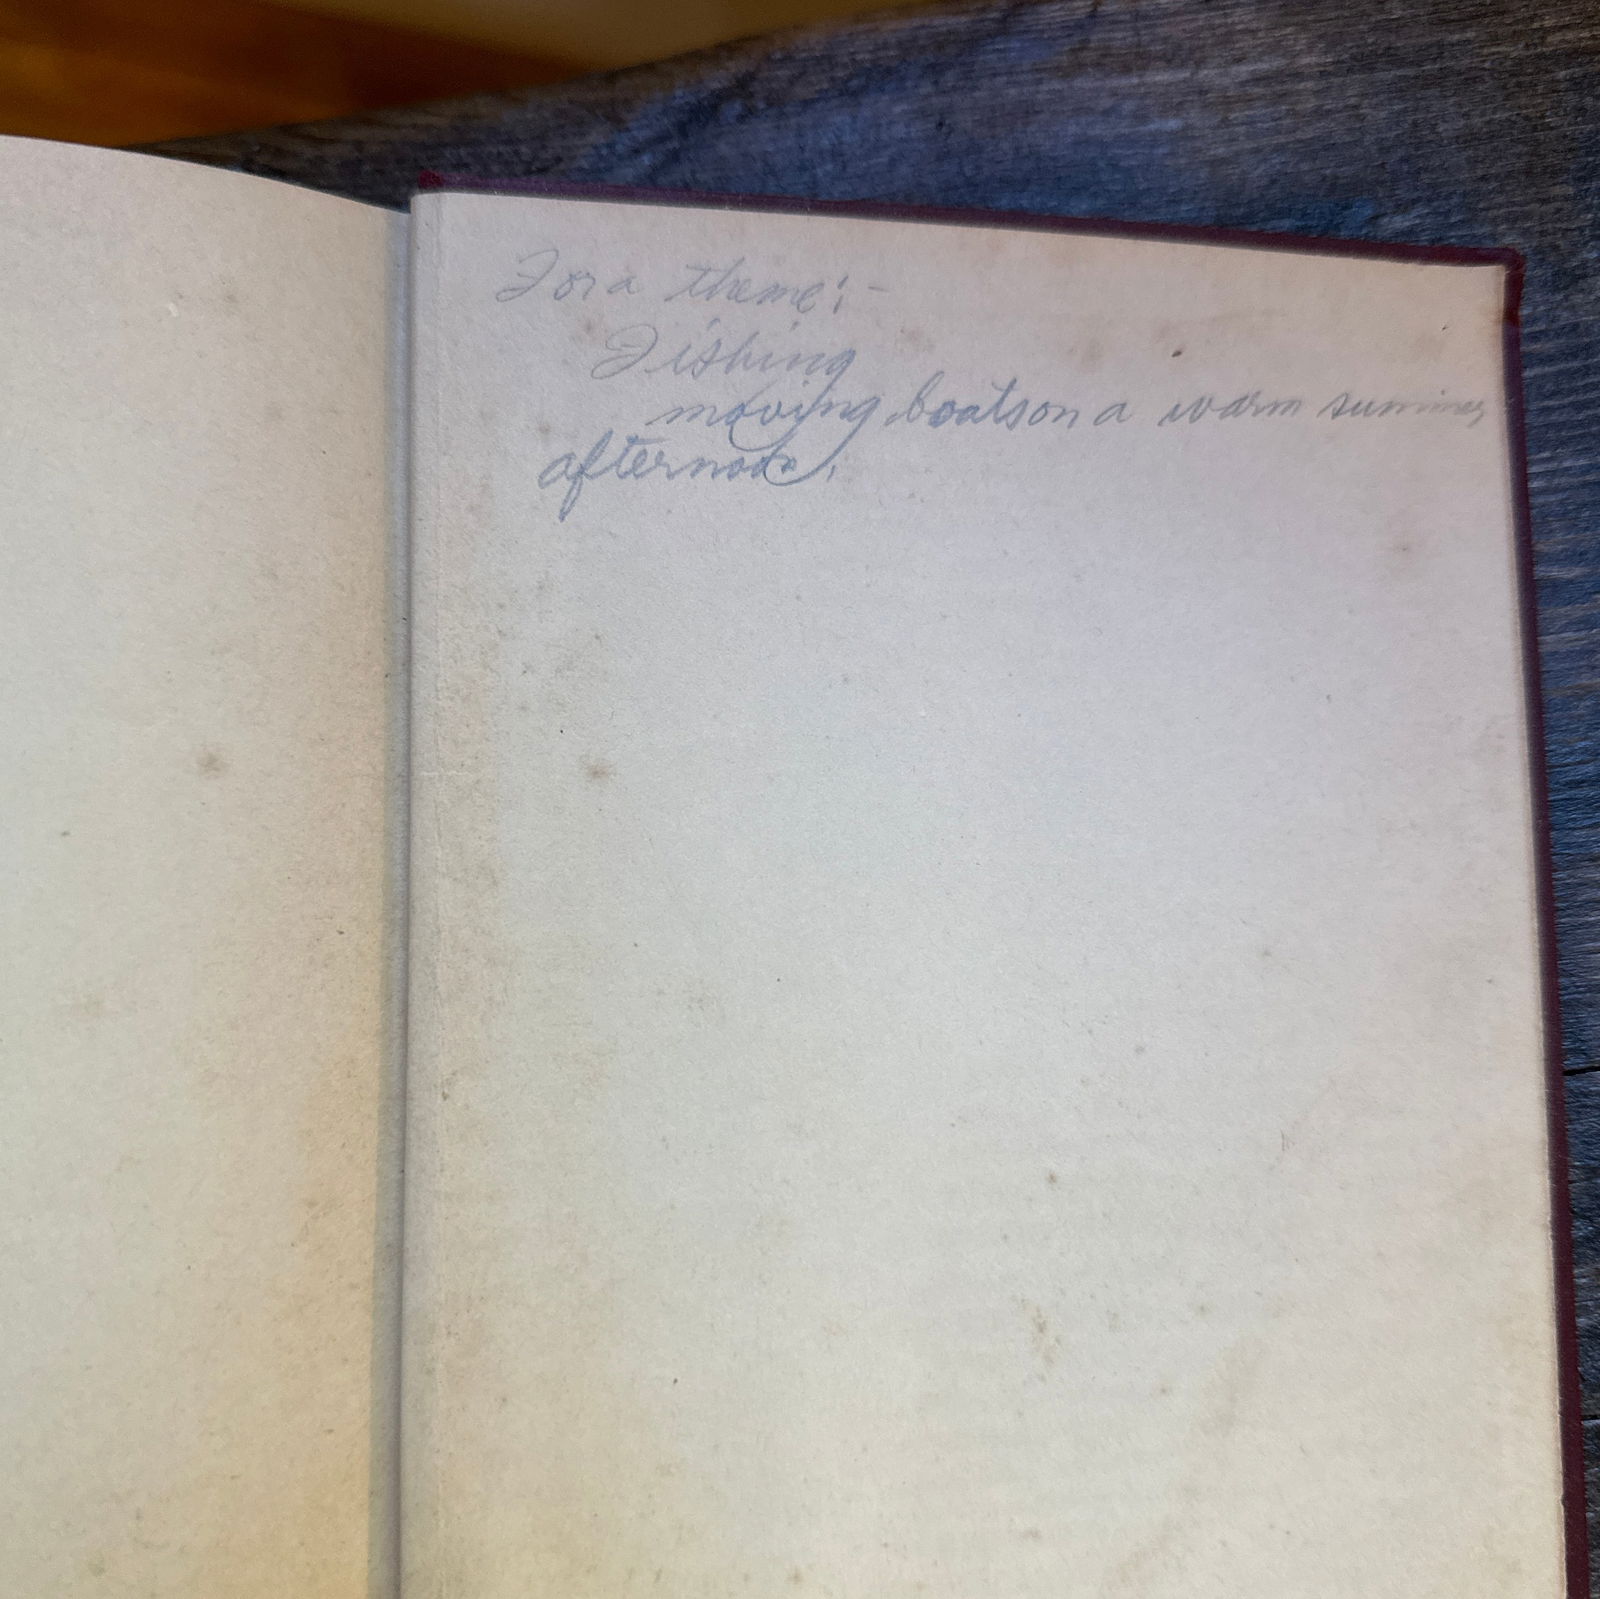 For a theme:-
Fishing
moving boats on a warm summer
afternoon.